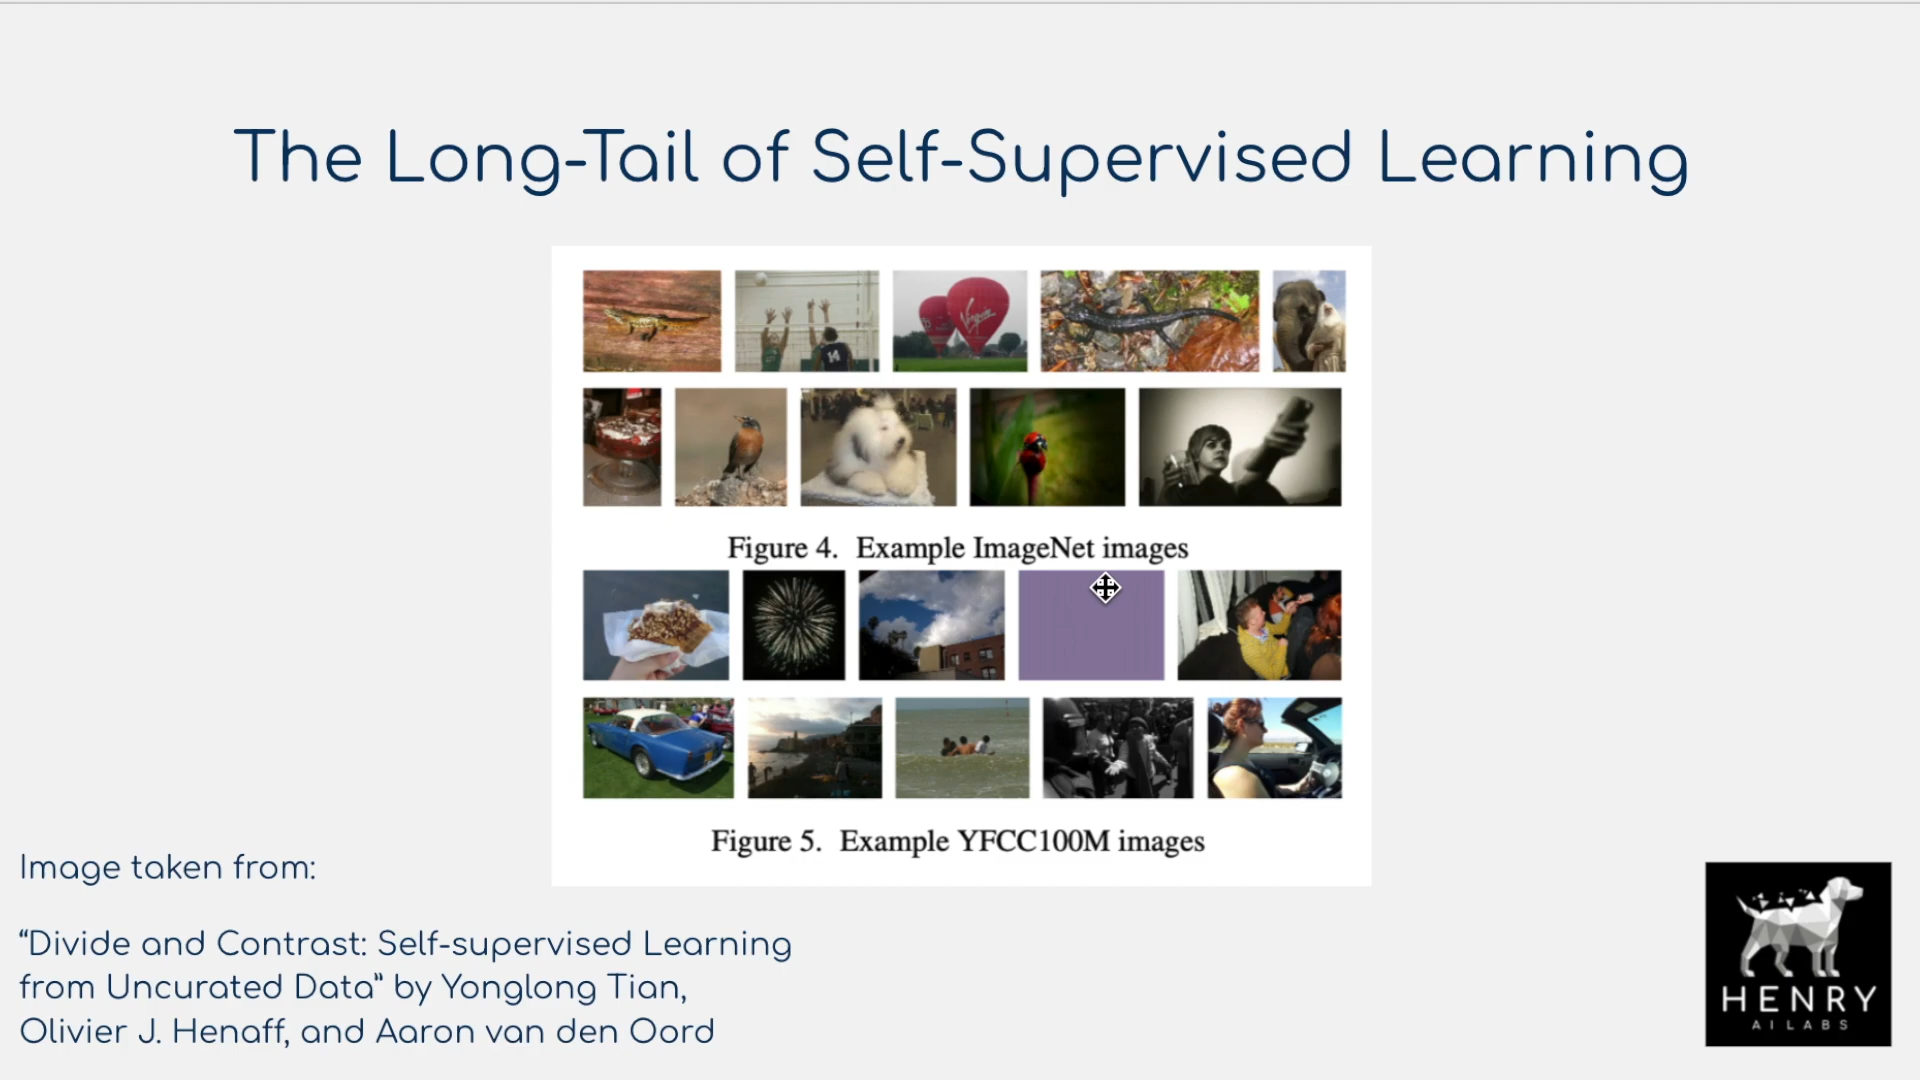 The Long-Tail of Self-Supervised Learning
Virgin
14
Figure 4. Example ImageNet images
Figure 5. Example YFCC100M images
Image taken from:
“Divide and Contrast: Self-supervised Learning
from Uncurated Data” by Yonglong Tian,
Olivier J. Henaff, and Aaron van den Oord
HENRY
AI LABS